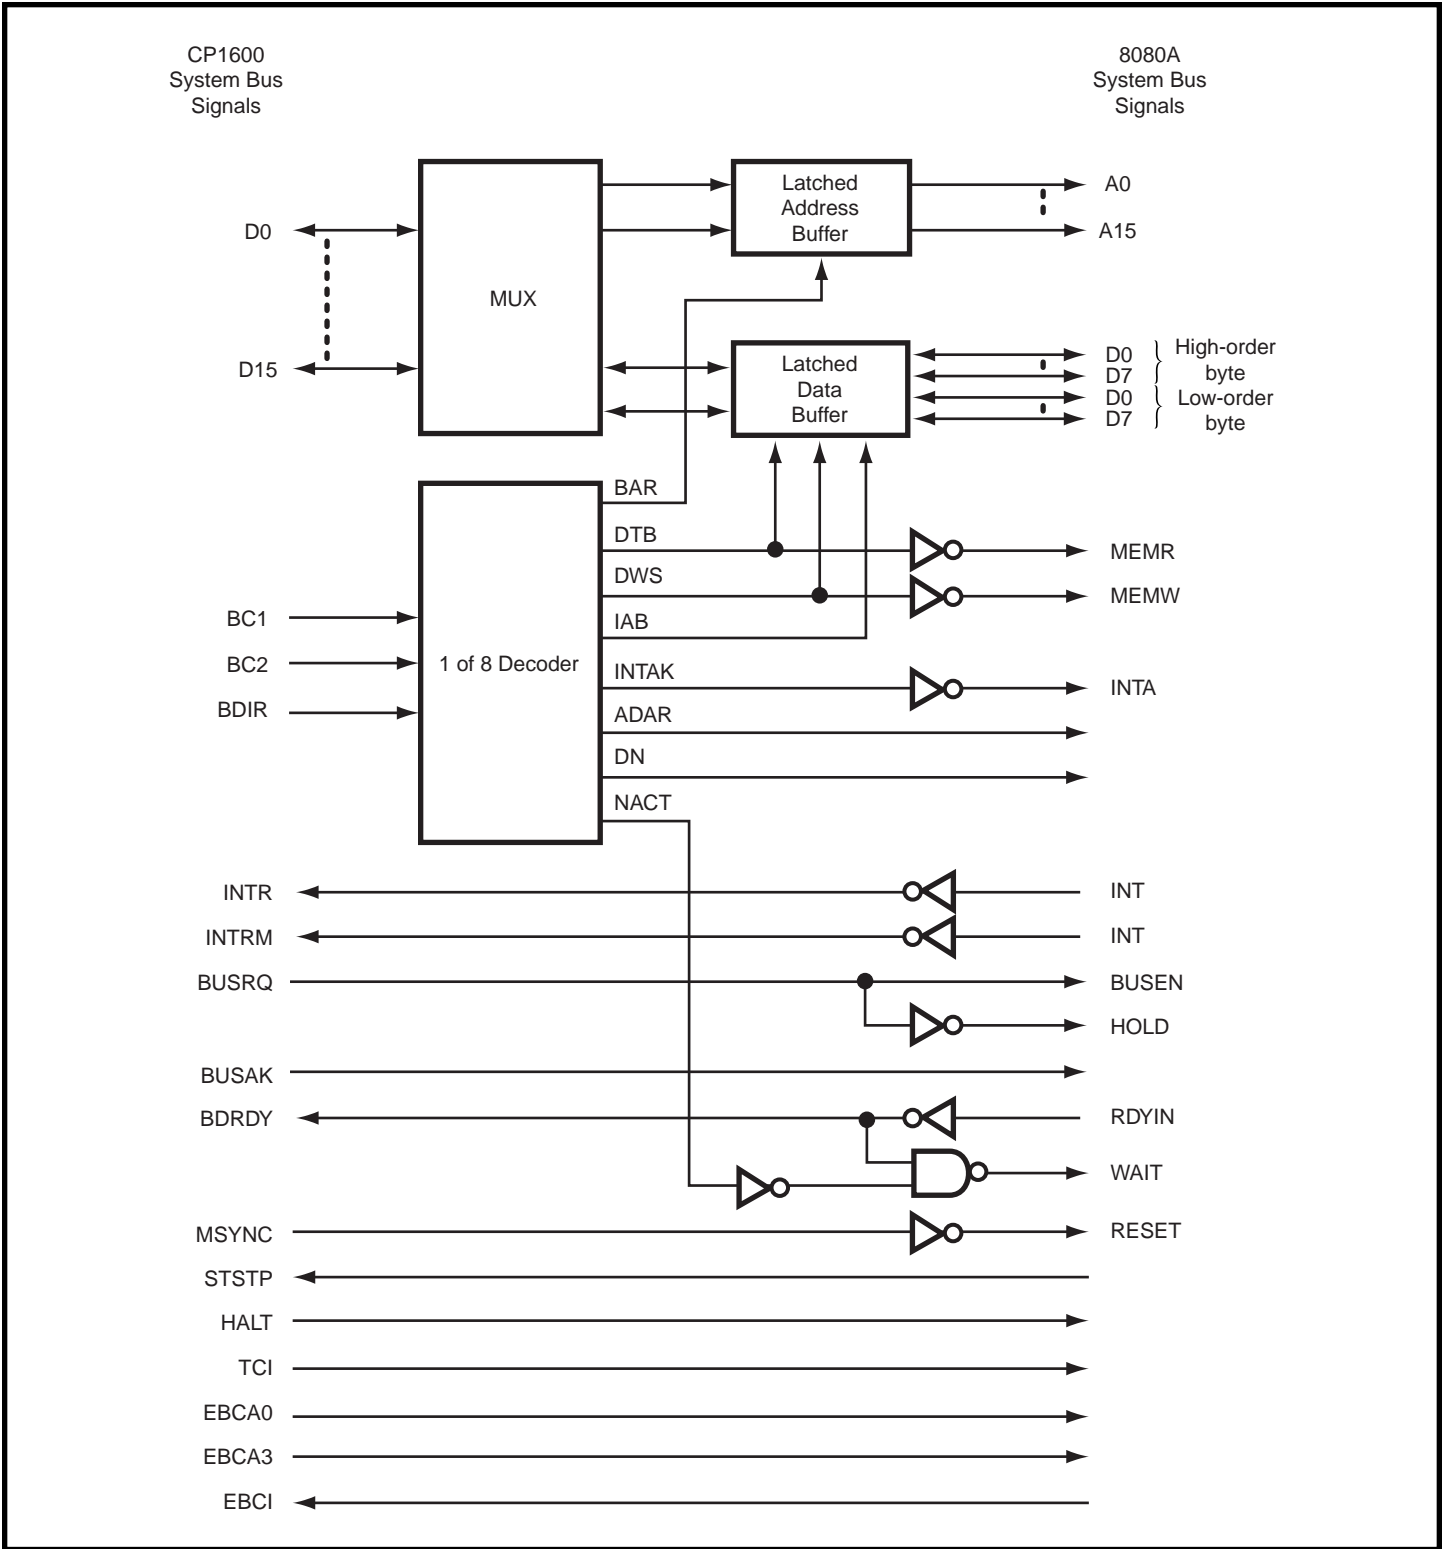 CP1600
System Bus
Signals
8080A
System Bus
Signals
D0
D15
MUX
Latched
Address
Buffer
A0
A15
Latched
Data
Buffer
D0
D7
D0
D7
High-order
byte
Low-order
byte
BC1
BC2
BDIR
1 of 8 Decoder
BAR
DTB
DWS
IAB
INTAK
ADAR
DN
NACT
MEMR
MEMW
INTA
INTR
INT
INTRM
INT
BUSRQ
BUSEN
HOLD
BUSAK
BDRDY
RDYIN
WAIT
MSYNC
RESET
STSTP
HALT
TCI
EBCA0
EBCA3
EBCI